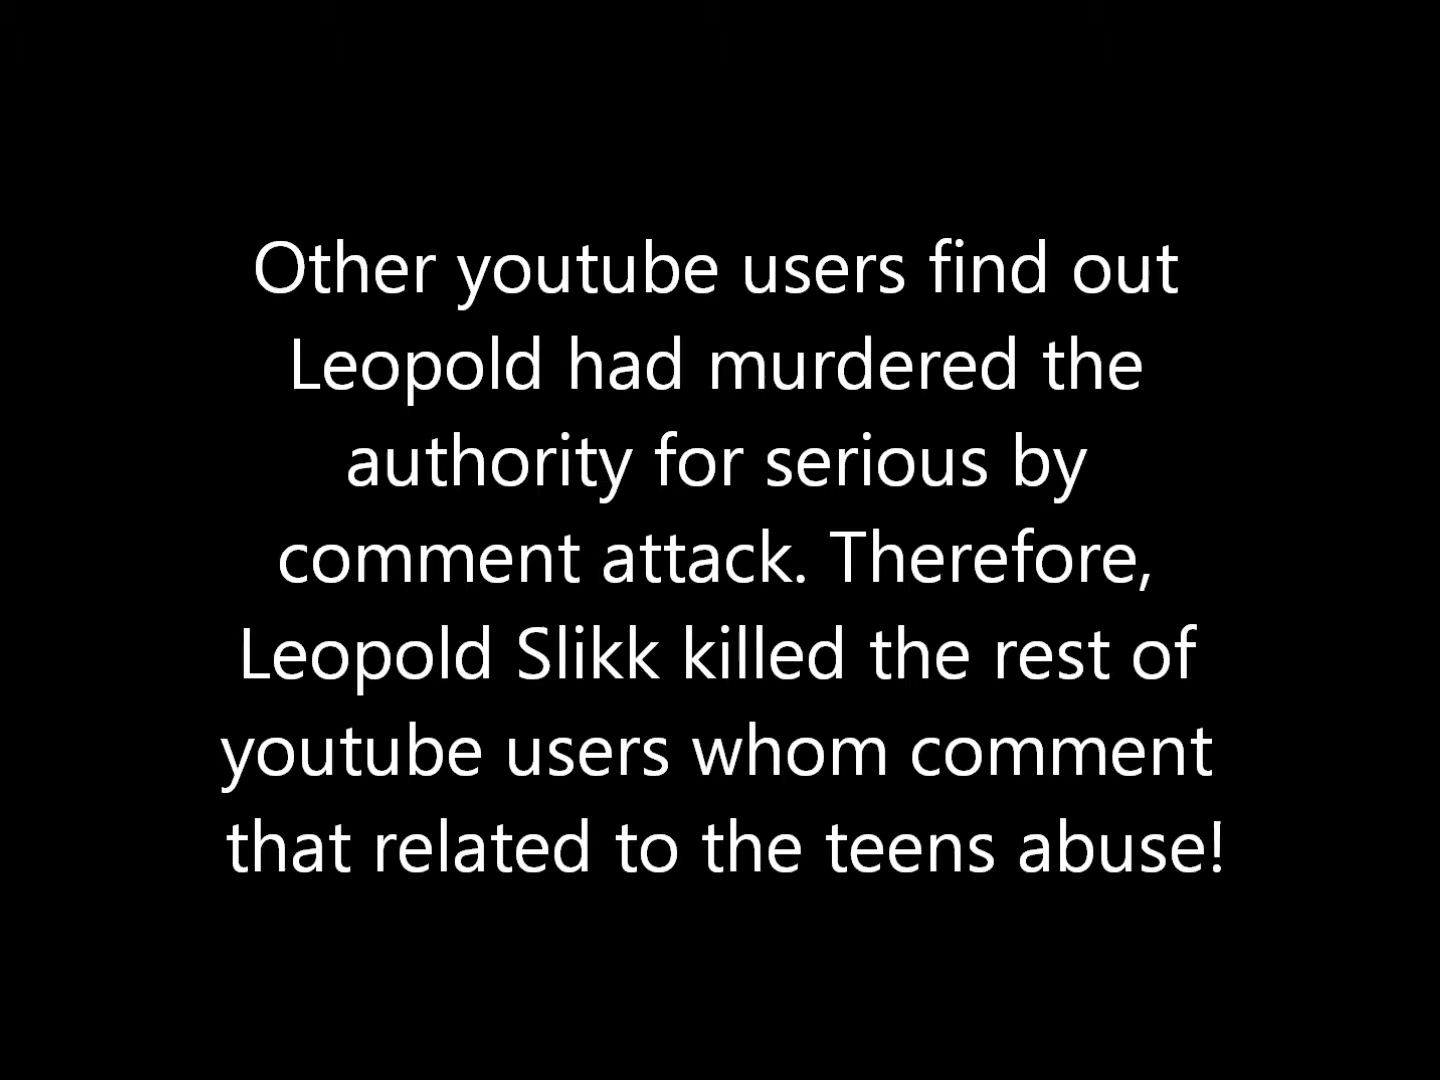 Other youtube users find out
Leopold had murdered the
authority for serious by
comment attack. Therefore,
Leopold Slikk killed the rest of
youtube users whom comment
that related to the teens abuse!